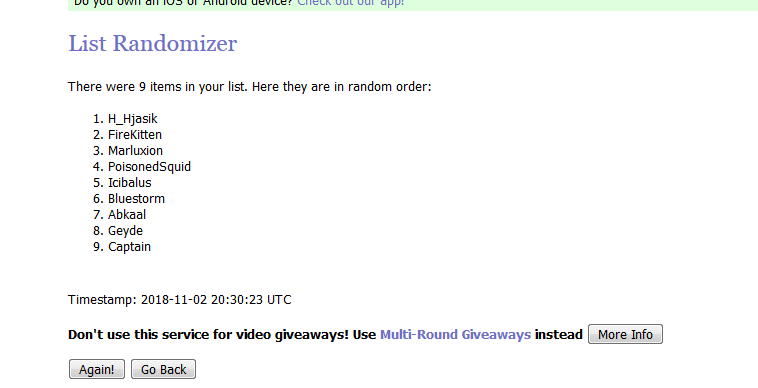 Do you own an iOS or Android device? Check out our app!
List Randomizer
There were 9 items in your list. Here they are in random order:
1. H_Hjasik
2. FireKitten
3. Marluxion
4. PoisonedSquid
5. Icibalus
6. Bluestorm
7. Abkaal
8. Geyde
9. Captain
Timestamp: 2018-11-02 20:30:23 UTC
Don't use this service for video giveaways! Use Multi-Round Giveaways instead More Info
Again! Go Back